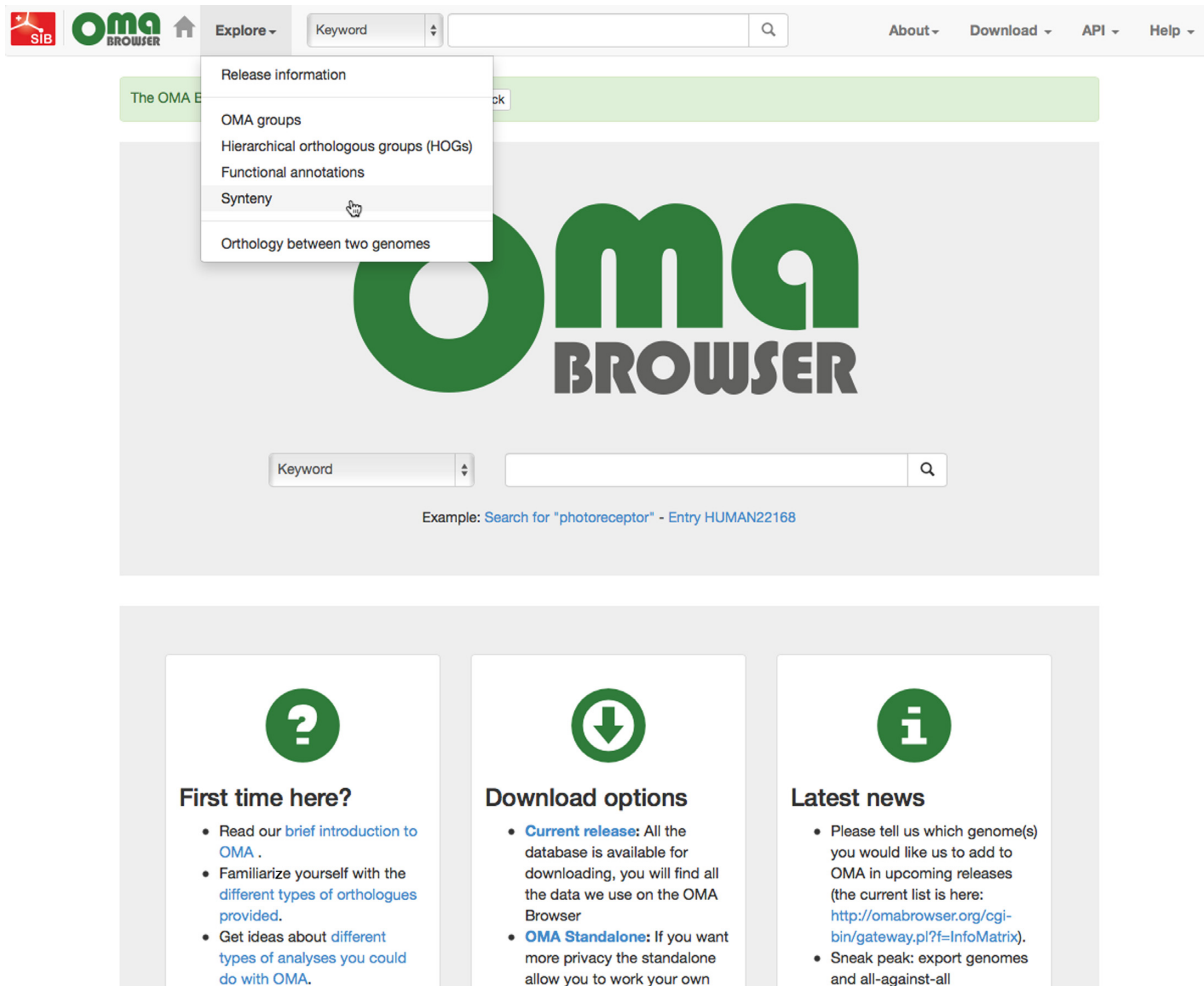 SIB
oma
BROWSER
Explore
Keyword
About
Download
API
Help
Release information
The OMA
OMA groups
Hierarchical orthologous groups (HOGs)
Functional annotations
Synteny
Orthology between two genomes
oma
BROWSER
Keyword
Example: Search for "photoreceptor" - Entry HUMAN22168
First time here?
• Read our brief introduction to
OMA .
• Familiarize yourself with the
different types of orthologues
provided.
• Get ideas about different
types of analyses you could
do with OMA.
Download options
• Current release: All the
database is available for
downloading, you will find all
the data we use on the OMA
Browser
• OMA Standalone: If you want
more privacy the standalone
allow you to work your own
Latest news
• Please tell us which genome(s)
you would like us to add to
OMA in upcoming releases
(the current list is here:
http://omabrowser.org/cgi-
bin/gateway.pl?f=InfoMatrix).
• Sneak peak: export genomes
and all-against-all